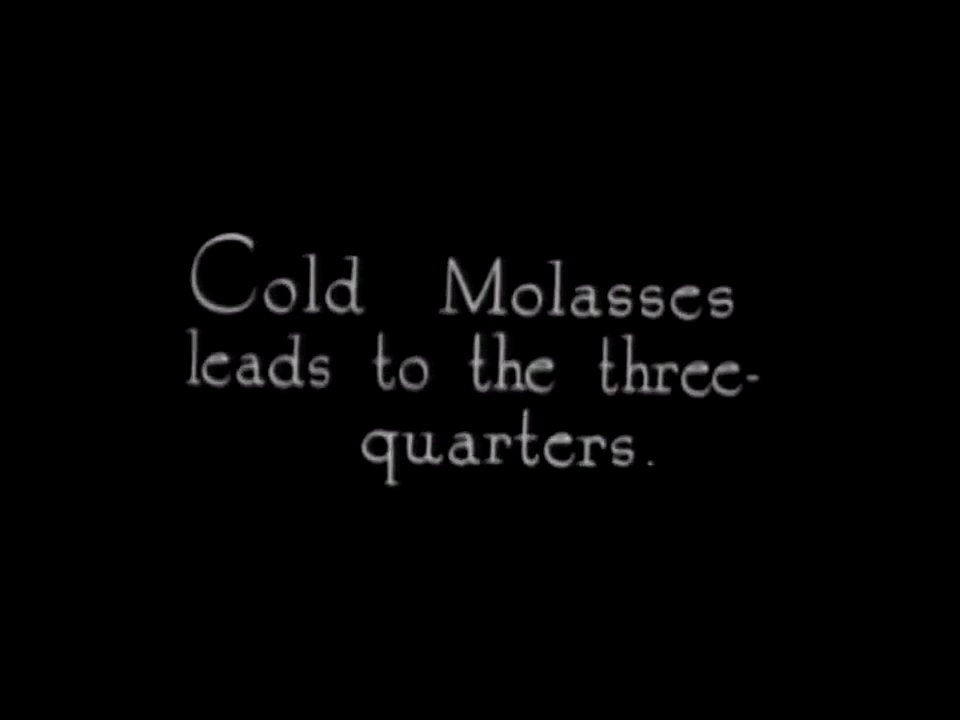 Cold Molasses
leads to the three-
quarters.